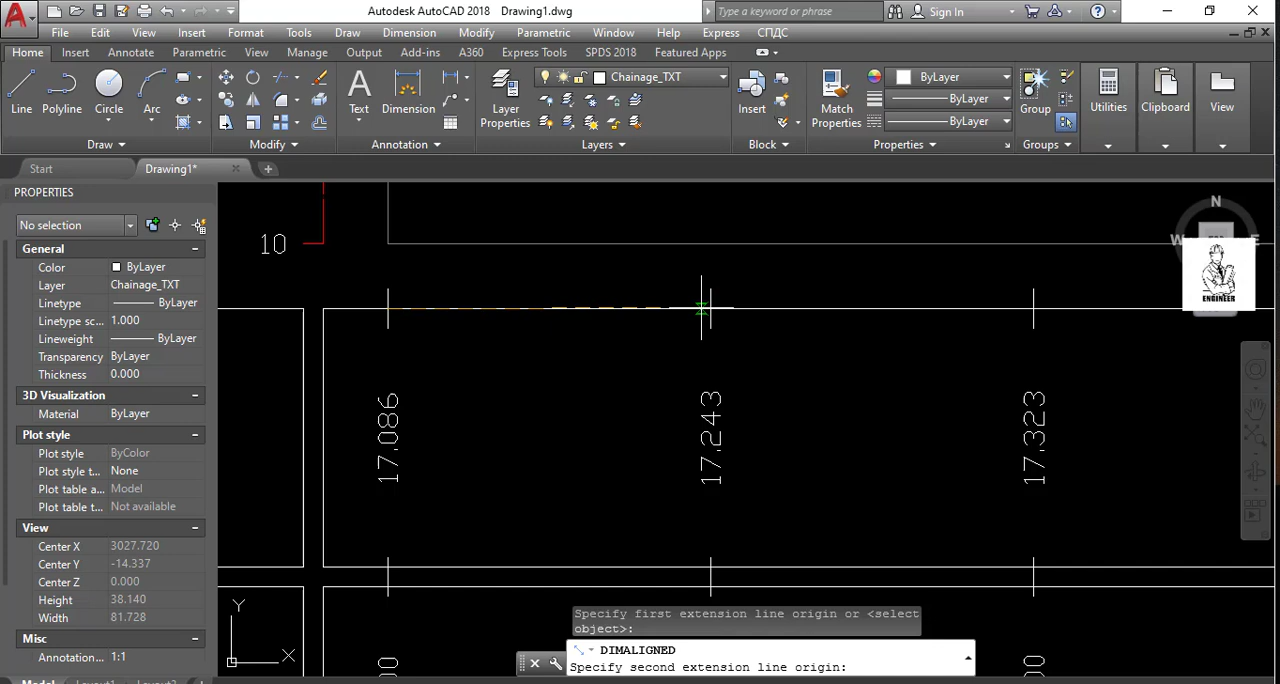 Autodesk AutoCAD 2018 Drawing1.dwg
Type a keyword or phrase
Sign In
File Edit View Insert Format Tools Draw Dimension Modify Parametric Window Help Express СПДС
Home Insert Annotate Parametric View Manage Output Add-ins A360 Express Tools SPDS 2018 Featured Apps
Line Polyline Circle Arc
Text Dimension
Layer Properties
Chainage_TXT
Insert
Match Properties
ByLayer
ByLayer
ByLayer
Group
Utilities
Clipboard
View
Draw Modify Annotation Layers Block Properties Groups
Start Drawing1*
PROPERTIES
No selection
General
Color ByLayer
Layer Chainage_TXT
Linetype ByLayer
Linetype sc... 1.000
Lineweight ByLayer
Transparency ByLayer
Thickness 0.000
3D Visualization
Material ByLayer
Plot style
Plot style ByColor
Plot style t... None
Plot table a... Model
Plot table t... Not available
View
Center X 3027.720
Center Y -14.337
Center Z 0.000
Height 38.140
Width 81.728
Misc
Annotation... 1:1
10
17.086
17.243
17.323
N
W
E
ENGINEER
Y
X
Specify first extension line origin or <select
object>:
DIMALIGNED
Specify second extension line origin: